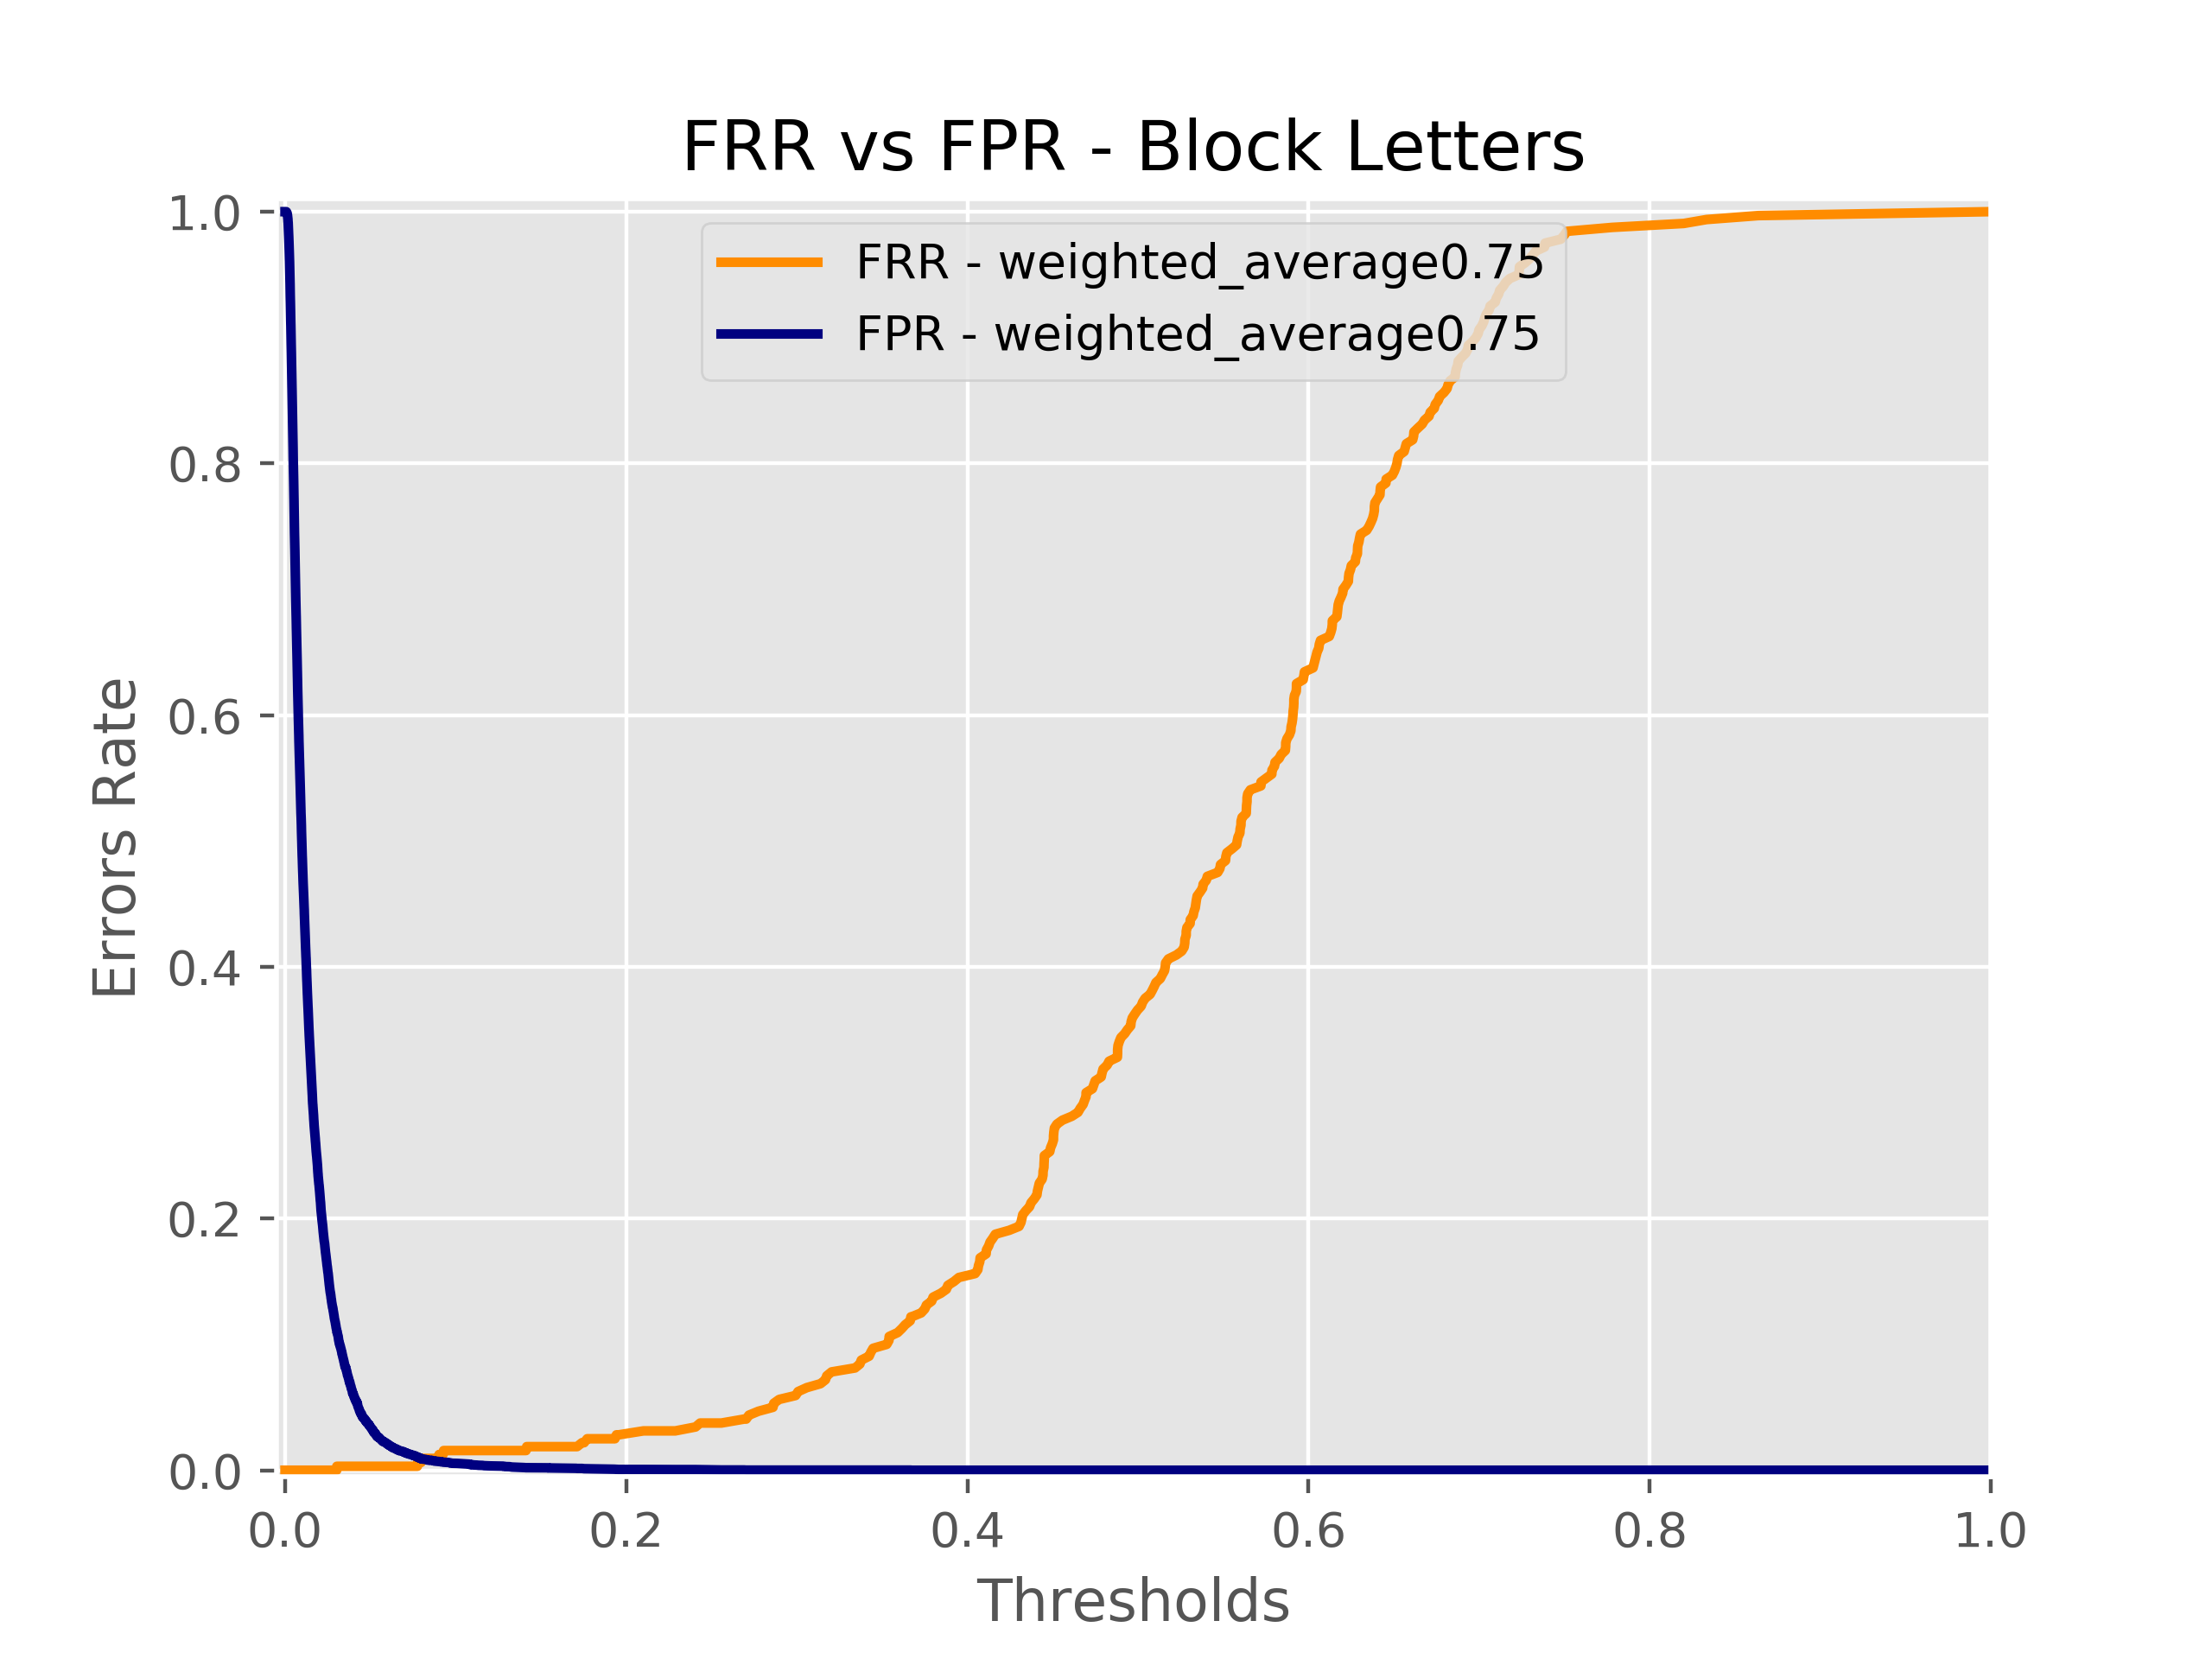 FRR vs FPR - Block Letters
FRR - weighted_average0.75
FPR - weighted_average0.75
Errors Rate
1.0
0.8
0.6
0.4
0.2
0.0
0.0 0.2 0.4 0.6 0.8 1.0
Thresholds